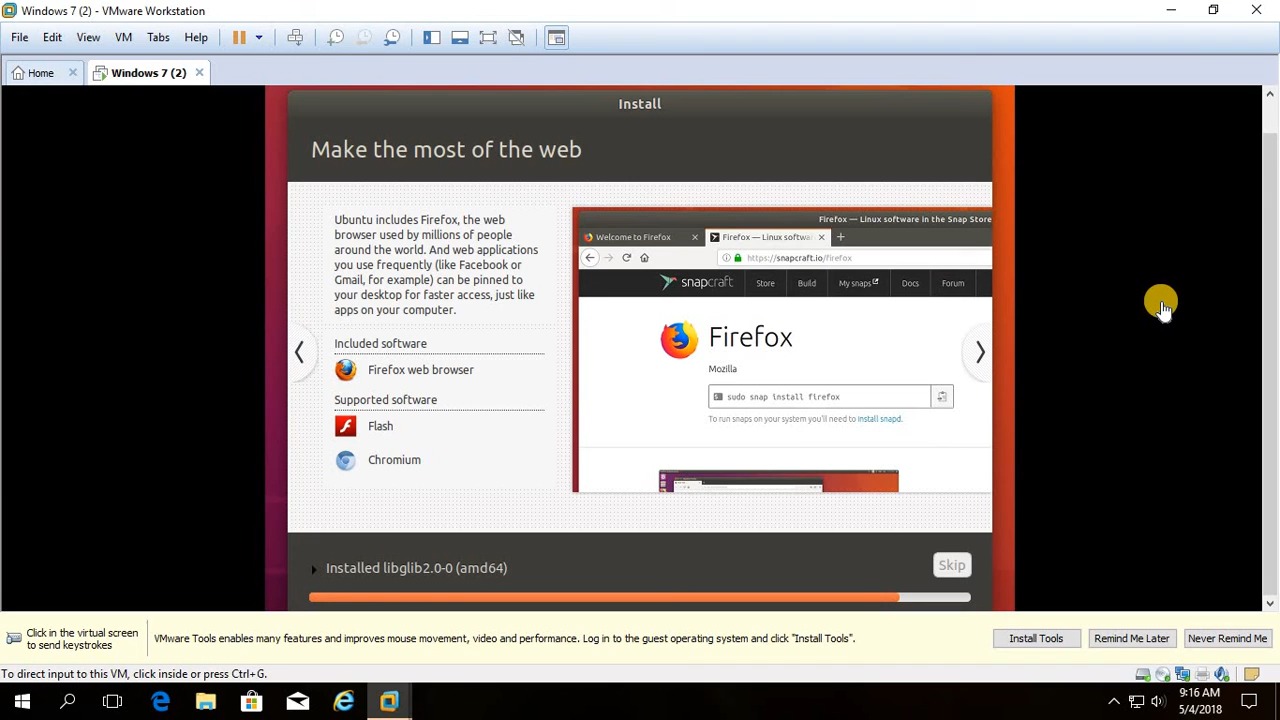 Windows 7 (2) - VMware Workstation
File Edit View VM Tabs Help
Home Windows 7 (2)
Install
Make the most of the web
Ubuntu includes Firefox, the web
browser used by millions of people
around the world. And web applications
you use frequently (like Facebook or
Gmail, for example) can be pinned to
your desktop for faster access, just like
apps on your computer.
Included software
Firefox web browser
Supported software
Flash
Chromium
Firefox — Linux software in the Snap Store
Welcome to Firefox
Firefox — Linux softwa
https://snapcraft.io/firefox
snapcraft Store Build My snaps Docs Forum
Firefox
Mozilla
sudo snap install firefox
To run snaps on your system you'll need to install snapd.
Installed libglib2.0-0 (amd64)
Skip
Click in the virtual screen
to send keystrokes
VMware Tools enables many features and improves mouse movement, video and performance. Log in to the guest operating system and click "Install Tools".
Install Tools
Remind Me Later
Never Remind Me
To direct input to this VM, click inside or press Ctrl+G.
9:16 AM
5/4/2018